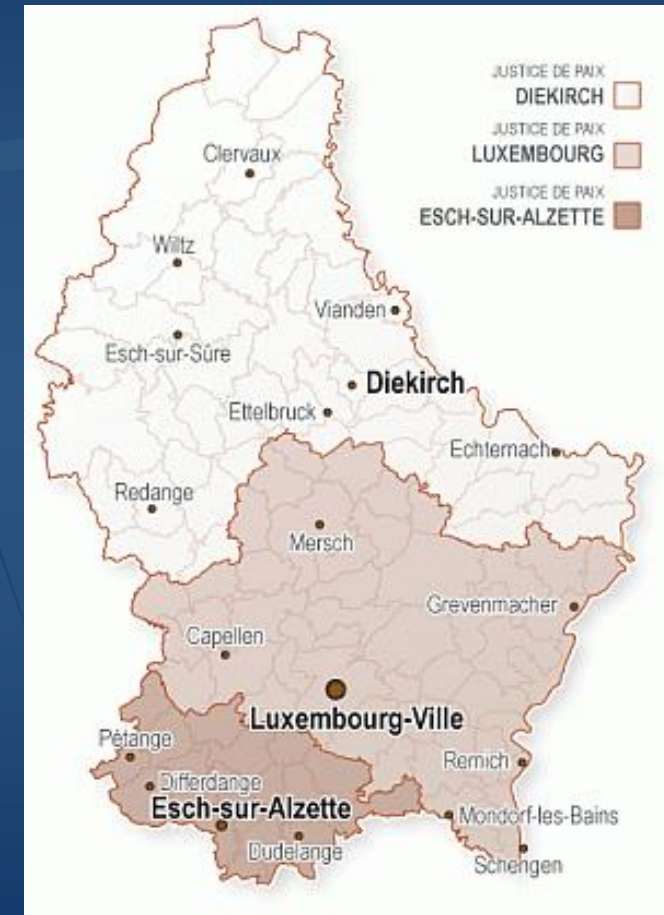 JUSTICE DE PAIX
DIEKIRCH
JUSTICE DE PAIX
LUXEMBOURG
JUSTICE DE PAIX
ESCH-SUR-ALZETTE
Clervaux
Wiltz
Vianden
Esch-sur-Sûre
Diekirch
Ettelbruck
Echternach
Redange
Mersch
Grevenmacher
Capellen
Luxembourg-Ville
Pétange
Remich
Differdange
Esch-sur-Alzette
Mondorf-les-Bains
Dudelange
Schengen